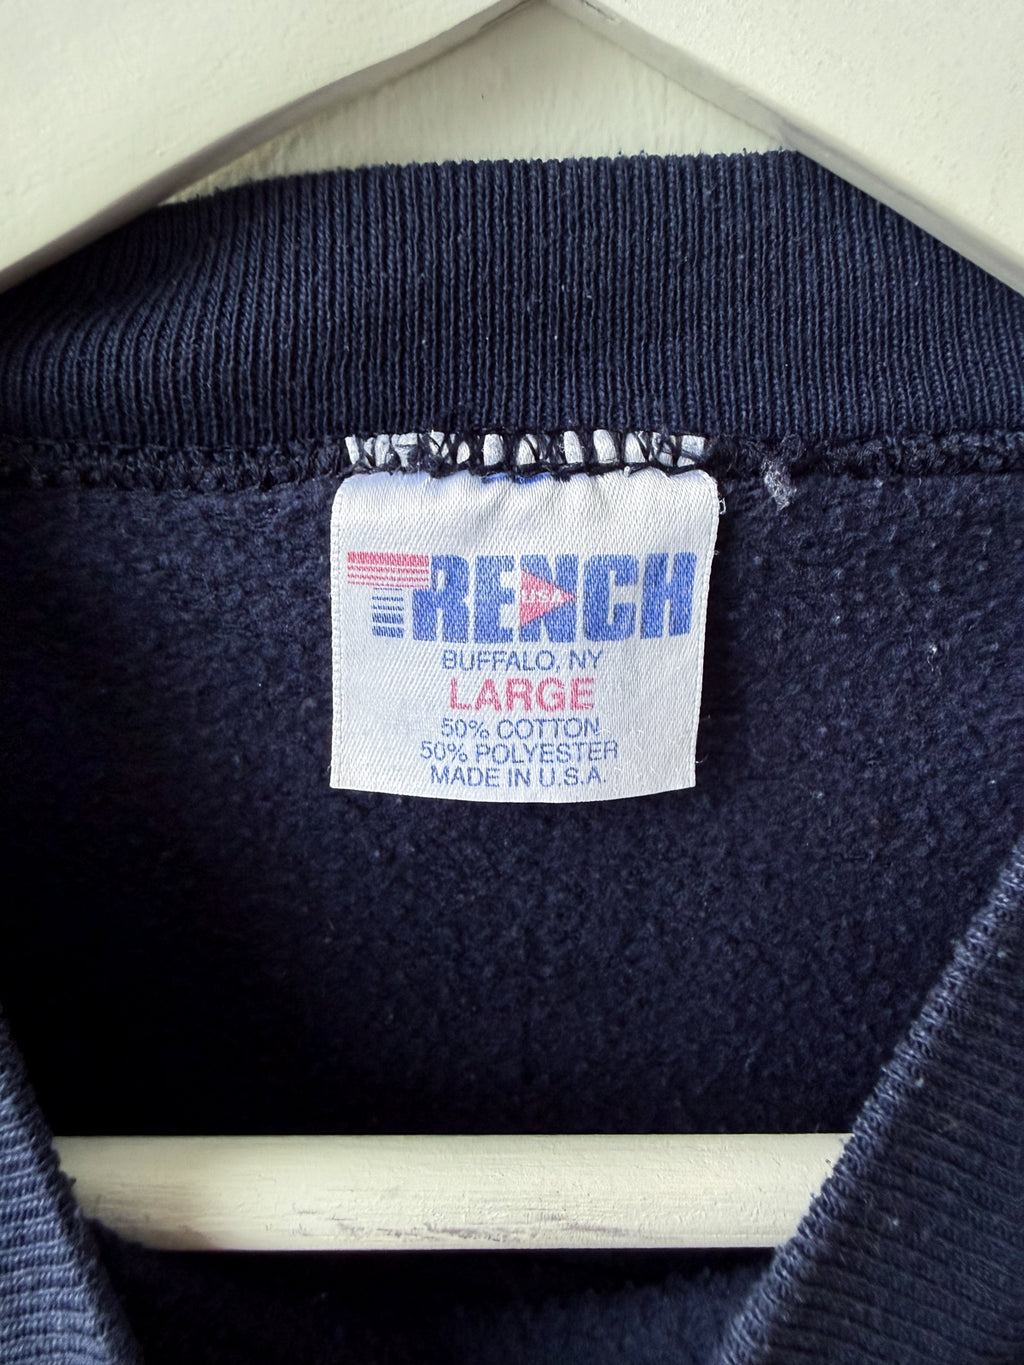 TRENCH
USA
BUFFALO, NY
LARGE
50% COTTON
50% POLYESTER
MADE IN U.S.A.